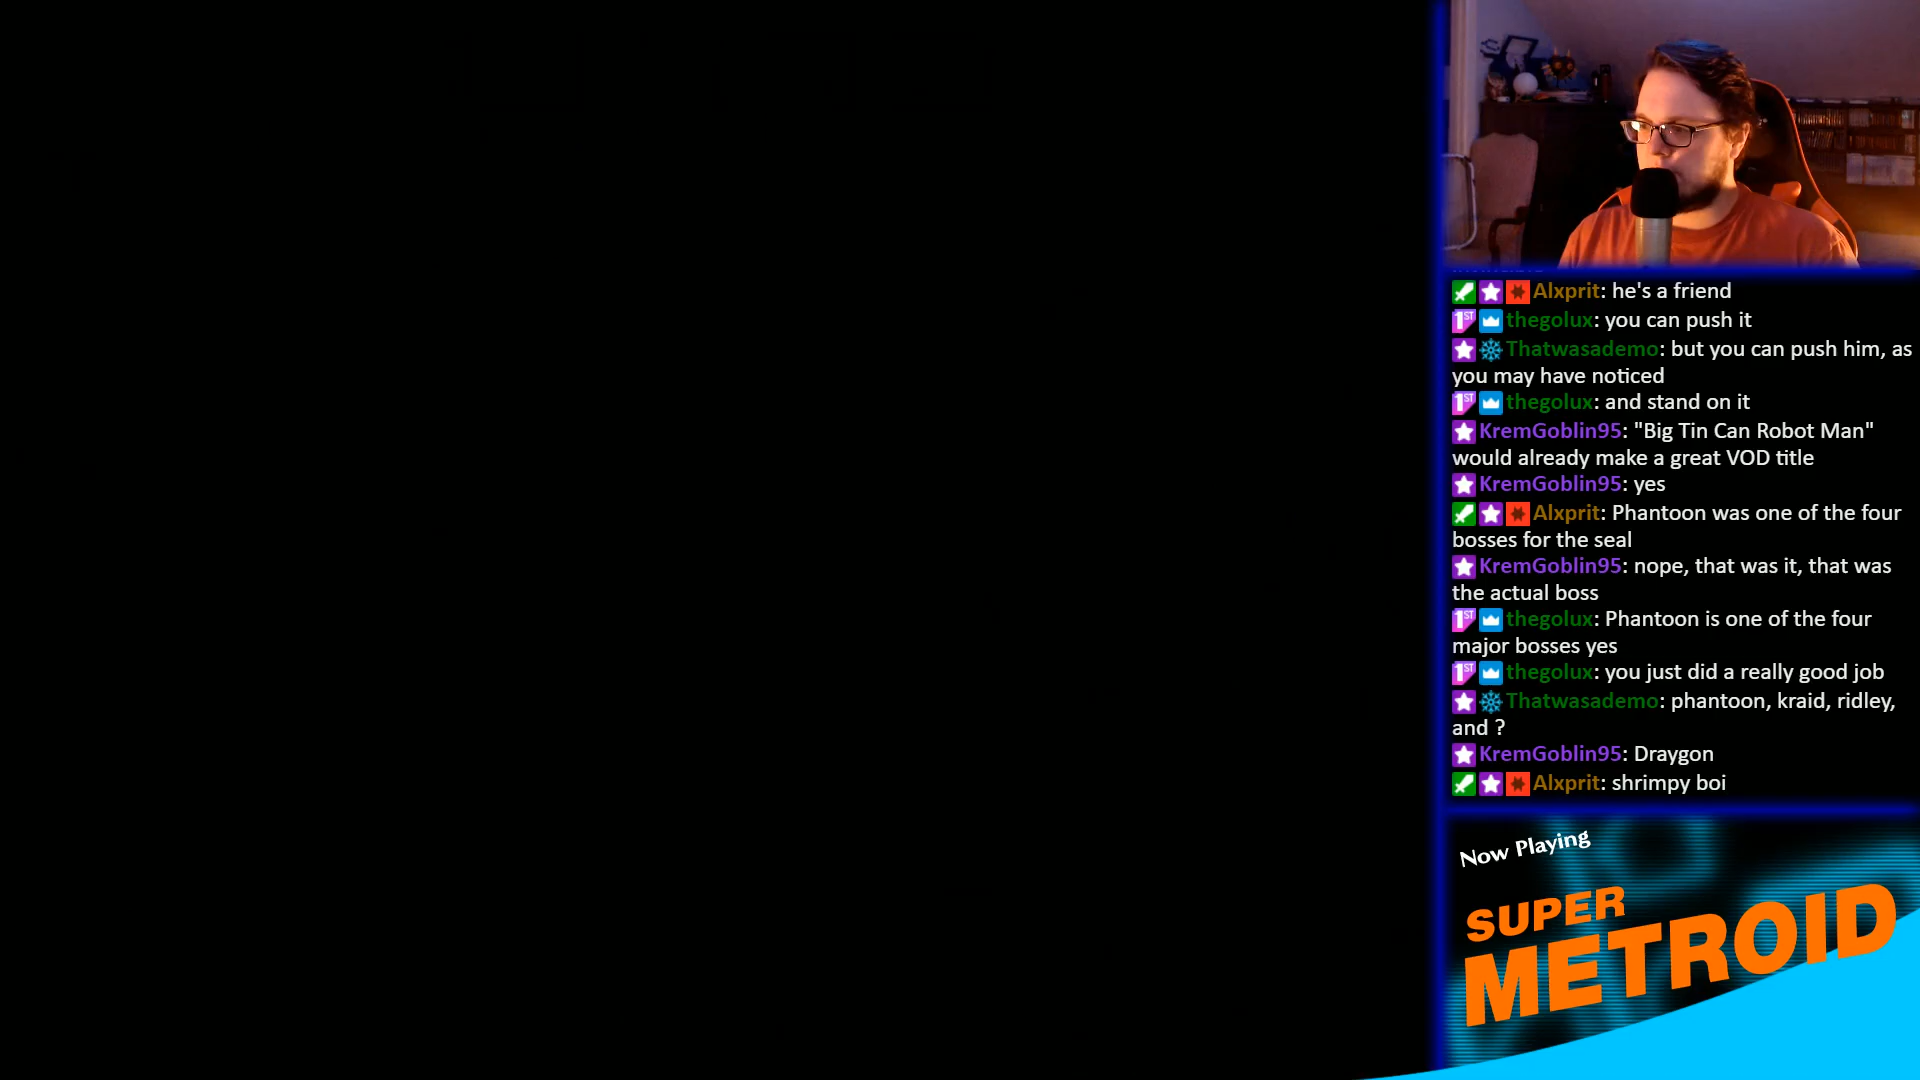 Alxprit: he's a friend
1ST thegolux: you can push it
Thatwasademo: but you can push him, as
you may have noticed
1ST thegolux: and stand on it
KremGoblin95: "Big Tin Can Robot Man"
would already make a great VOD title
KremGoblin95: yes
Alxprit: Phantoon was one of the four
bosses for the seal
KremGoblin95: nope, that was it, that was
the actual boss
1ST thegolux: Phantoon is one of the four
major bosses yes
1ST thegolux: you just did a really good job
Thatwasademo: phantoon, kraid, ridley,
and ?
KremGoblin95: Draygon
Alxprit: shrimpy boi
Now Playing
SUPER
METROID